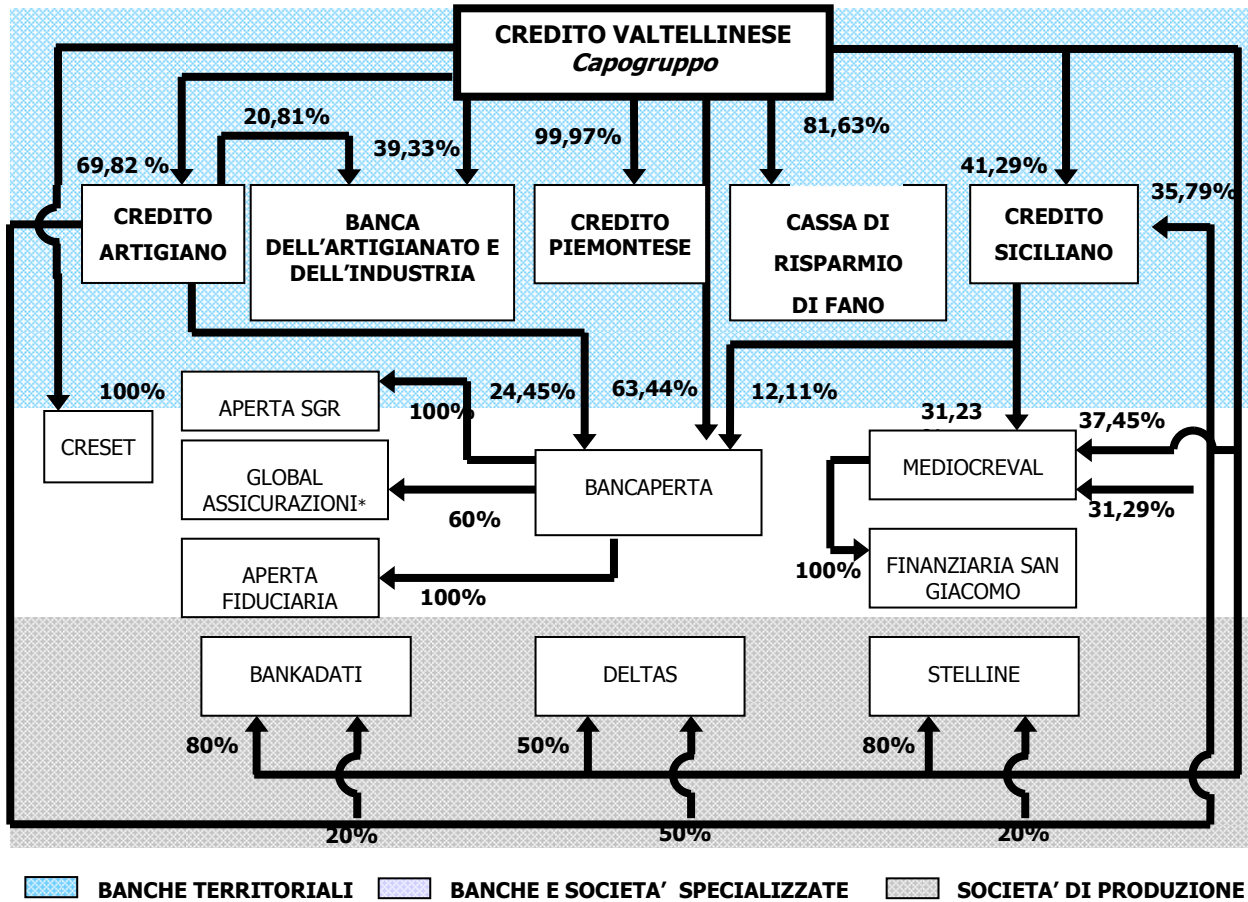 CREDITO VALTELLINESE
Capogruppo
20,81%
39,33%
99,97%
81,63%
69,82 %
41,29%
35,79%
CREDITO
ARTIGIANO
BANCA
DELL’ARTIGIANATO E
DELL’INDUSTRIA
CREDITO
PIEMONTESE
CASSA DI
RISPARMIO
DI FANO
CREDITO
SICILIANO
100%
APERTA SGR
100%
24,45%
63,44%
12,11%
31,23
37,45%
CRESET
GLOBAL
ASSICURAZIONI*
60%
BANCAPERTA
MEDIOCREVAL
31,29%
APERTA
FIDUCIARIA
100%
100%
FINANZIARIA SAN
GIACOMO
BANKADATI
DELTAS
STELLINE
80%
50%
80%
20%
50%
20%
BANCHE TERRITORIALI
BANCHE E SOCIETA’ SPECIALIZZATE
SOCIETA’ DI PRODUZIONE